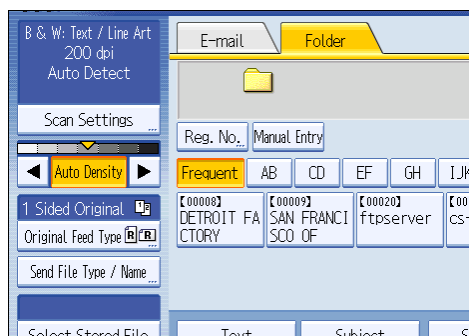 B & W: Text / Line Art
200 dpi
Auto Detect
Scan Settings
Auto Density
1 Sided Original
Original Feed Type
Send File Type / Name
Select Stored File
E-mail
Folder
Reg. No.
Manual Entry
Frequent AB CD EF GH IJK
[00008]
DETROIT FA
CTORY
[00009]
SAN FRANCI
SCO OF
[00020]
ftpserver
[00
cs-
Text
Subject
S